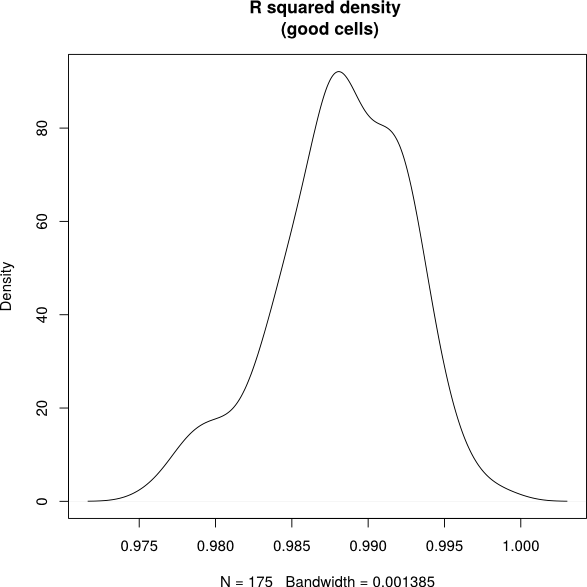 R squared density
(good cells)
Density
80
60
40
20
0
0.975 0.980 0.985 0.990 0.995 1.000
N = 175 Bandwidth = 0.001385